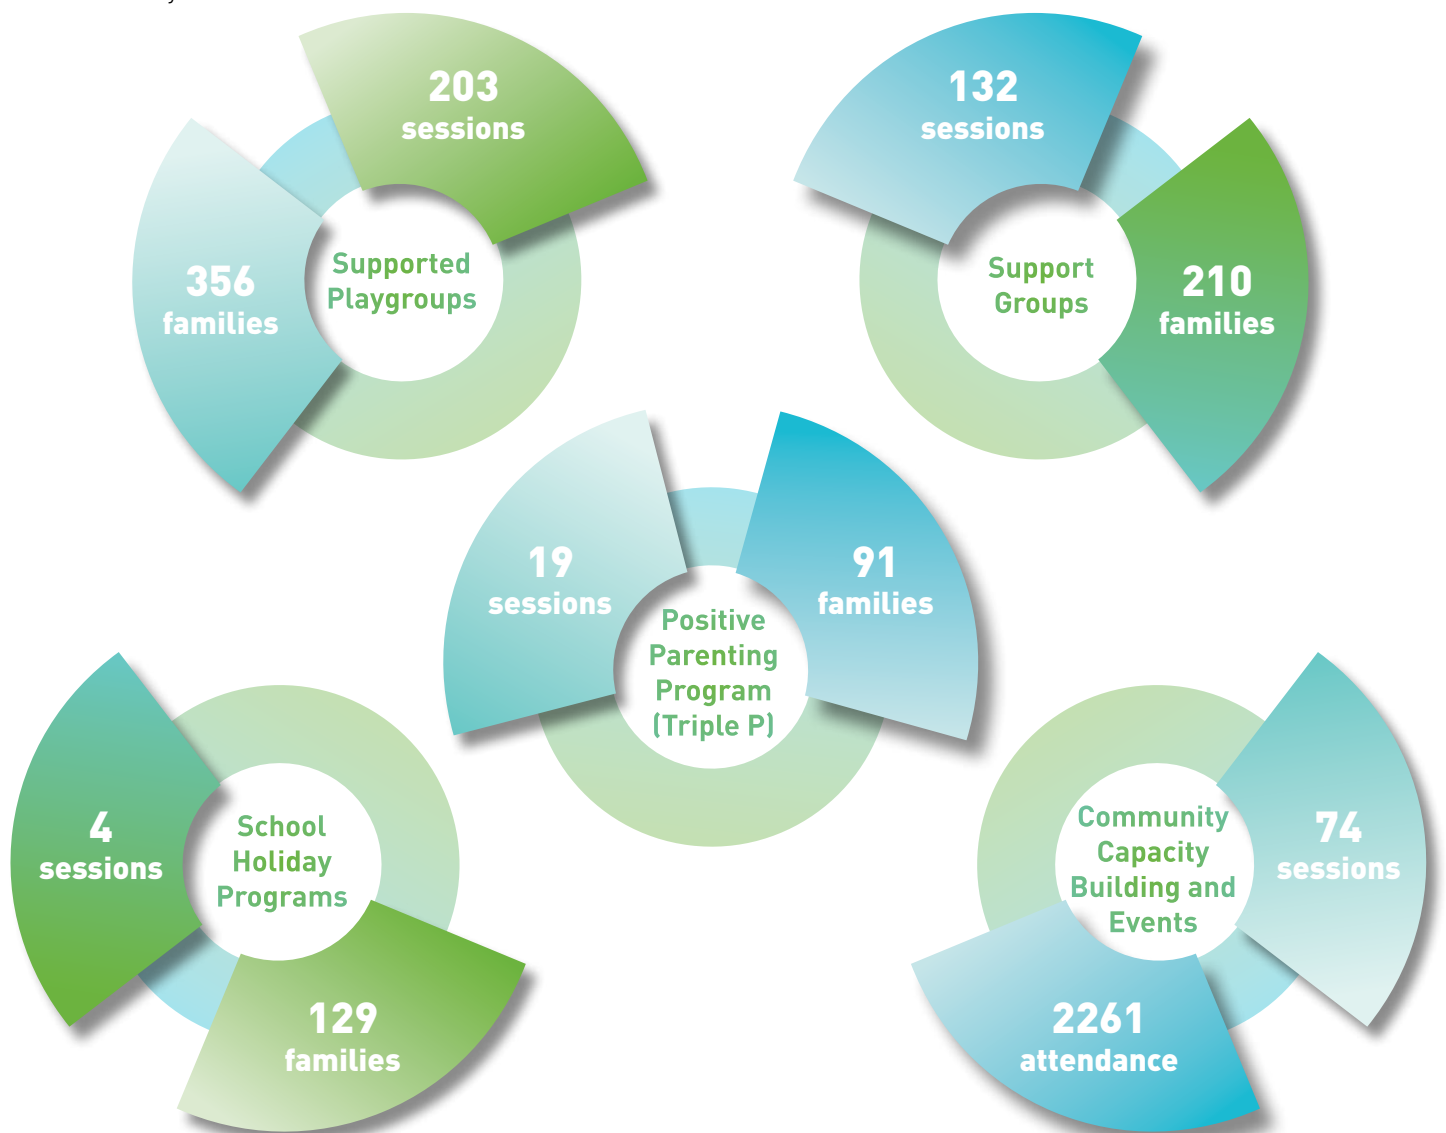 203
sessions
356
families
Supported
Playgroups
132
sessions
210
families
Support
Groups
19
sessions
91
families
Positive
Parenting
Program
(Triple P)
4
sessions
129
families
School
Holiday
Programs
74
sessions
2261
attendance
Community
Capacity
Building and
Events